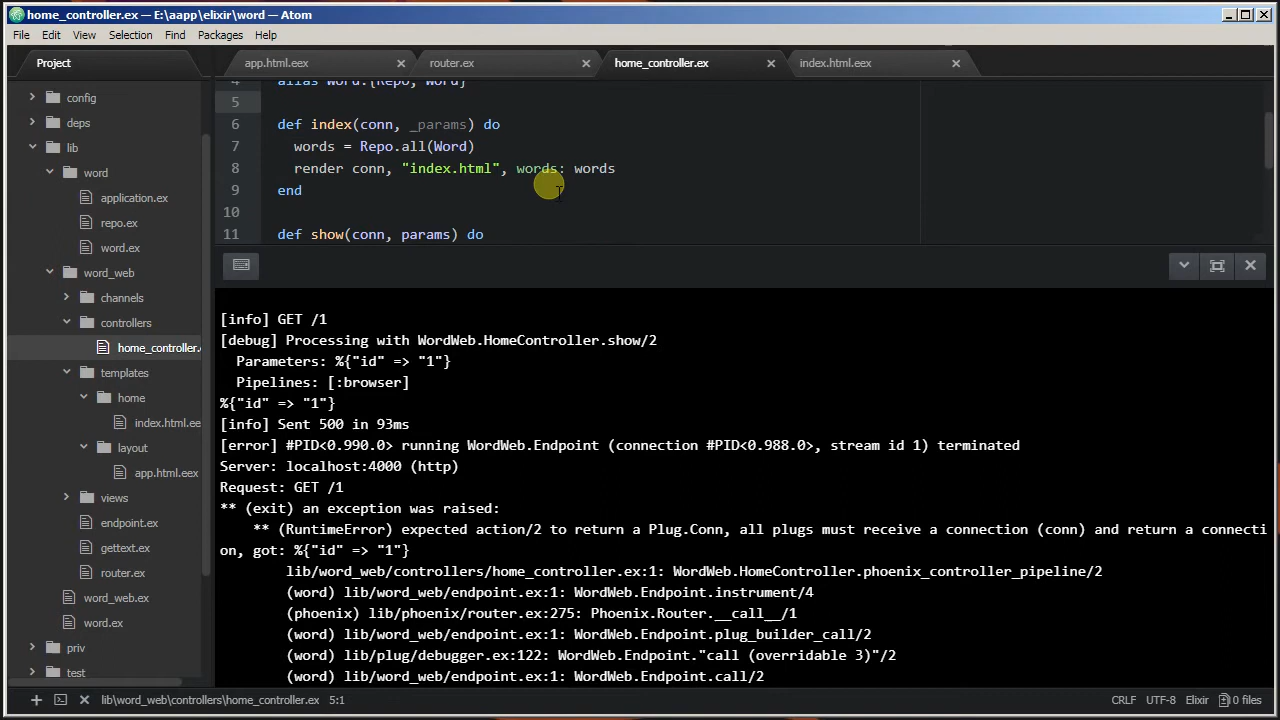 home_controller.ex — E:\aapp\elixir\word — Atom
File Edit View Selection Find Packages Help
Project
app.html.eex router.ex home_controller.ex index.html.eex
config
deps
lib
word
application.ex
repo.ex
word.ex
word_web
channels
controllers
home_controller.
templates
home
index.html.ee
layout
app.html.eex
views
endpoint.ex
gettext.ex
router.ex
word_web.ex
word.ex
priv
test
4 alias Word.{Repo, Word}
5
6 def index(conn, _params) do
7 words = Repo.all(Word)
8 render conn, "index.html", words: words
9 end
10
11 def show(conn, params) do
[info] GET /1
[debug] Processing with WordWeb.HomeController.show/2
Parameters: %{"id" => "1"}
Pipelines: [:browser]
%{"id" => "1"}
[info] Sent 500 in 93ms
[error] #PID<0.990.0> running WordWeb.Endpoint (connection #PID<0.988.0>, stream id 1) terminated
Server: localhost:4000 (http)
Request: GET /1
** (exit) an exception was raised:
** (RuntimeError) expected action/2 to return a Plug.Conn, all plugs must receive a connection (conn) and return a connecti
on, got: %{"id" => "1"}
lib/word_web/controllers/home_controller.ex:1: WordWeb.HomeController.phoenix_controller_pipeline/2
(word) lib/word_web/endpoint.ex:1: WordWeb.Endpoint.instrument/4
(phoenix) lib/phoenix/router.ex:275: Phoenix.Router.__call__/1
(word) lib/word_web/endpoint.ex:1: WordWeb.Endpoint.plug_builder_call/2
(word) lib/plug/debugger.ex:122: WordWeb.Endpoint."call (overridable 3)"/2
(word) lib/word_web/endpoint.ex:1: WordWeb.Endpoint.call/2
lib\word_web\controllers\home_controller.ex 5:1 CRLF UTF-8 Elixir 0 files